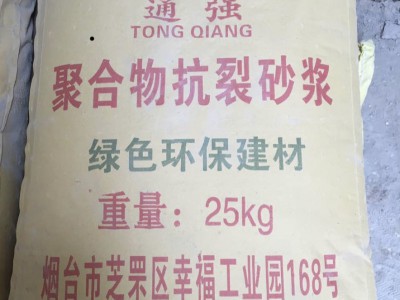 通强
TONG QIANG
聚合物抗裂砂浆
绿色环保建材
重量：25kg
烟台市芝罘区幸福工业园168号